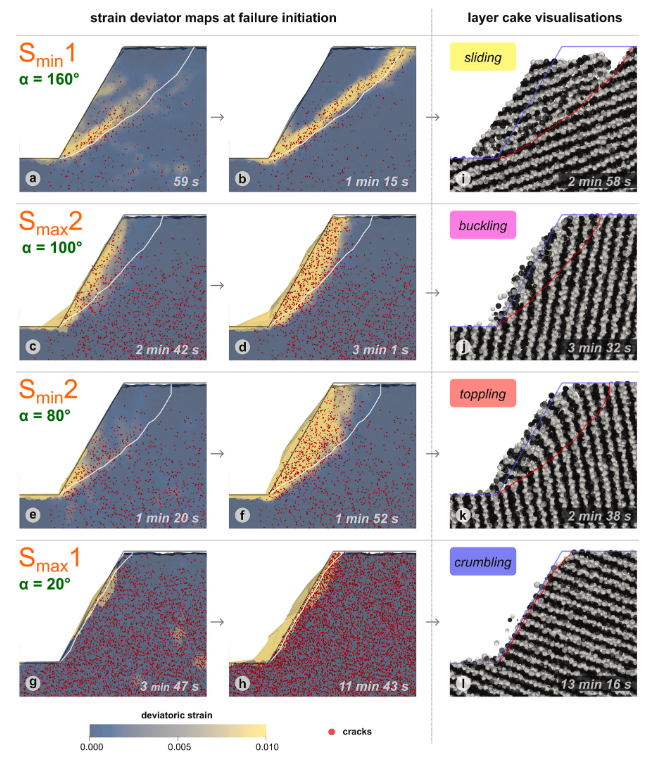 strain deviator maps at failure initiation
layer cake visualisations
Smin1
α = 160°
a
59 s
b
1 min 15 s
sliding
i
2 min 58 s
Smax2
α = 100°
c
2 min 42 s
d
3 min 1 s
buckling
j
3 min 32 s
Smin2
α = 80°
e
1 min 20 s
f
1 min 52 s
toppling
k
2 min 38 s
Smax1
α = 20°
g
3 min 47 s
h
11 min 43 s
crumbling
l
13 min 16 s
deviatoric strain
0.000
0.005
0.010
cracks